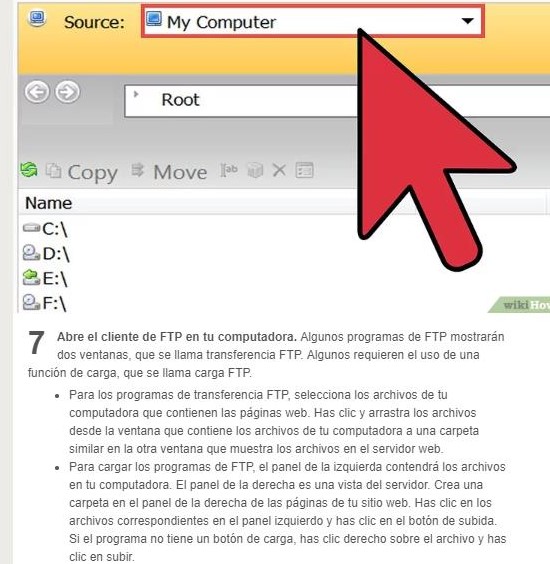 Source: My Computer
Root
Copy Move ab
Name
C:\
D:\
E:\
F:\
wikiHow
7 Abre el cliente de FTP en tu computadora. Algunos programas de FTP mostrarán
dos ventanas, que se llama transferencia FTP. Algunos requieren el uso de una
función de carga, que se llama carga FTP.
• Para los programas de transferencia FTP, selecciona los archivos de tu
computadora que contienen las páginas web. Has clic y arrastra los archivos
desde la ventana que contiene los archivos de tu computadora a una carpeta
similar en la otra ventana que muestra los archivos en el servidor web.
• Para cargar los programas de FTP, el panel de la izquierda contendrá los archivos
en tu computadora. El panel de la derecha es una vista del servidor. Crea una
carpeta en el panel de la derecha de las páginas de tu sitio web. Has clic en los
archivos correspondientes en el panel izquierdo y has clic en el botón de subida.
Si el programa no tiene un botón de carga, has clic derecho sobre el archivo y has
clic en subir.